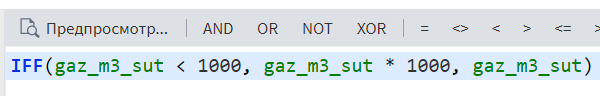 Предпросмотр... AND OR NOT XOR = <> < > <= >
IFF(gaz_m3_sut < 1000, gaz_m3_sut * 1000, gaz_m3_sut)